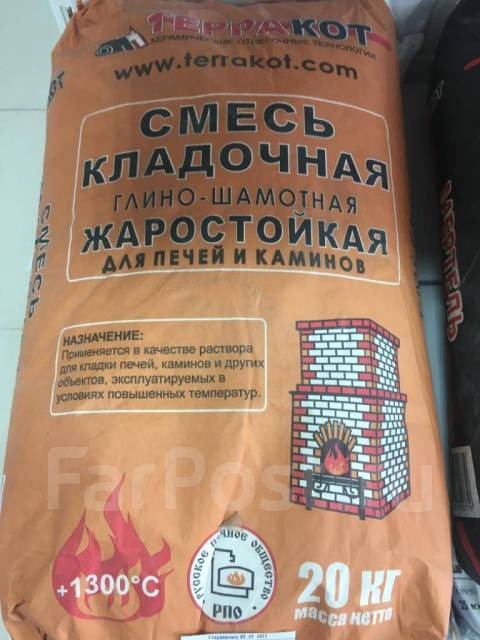 ТЕРРАКОТ
КЕРАМИЧЕСКИЕ ОТДЕЛОЧНЫЕ ТЕХНОЛОГИИ
www.terrakot.com
СМЕСЬ
КЛАДОЧНАЯ
ГЛИНО-ШАМОТНАЯ
ЖАРОСТОЙКАЯ
ДЛЯ ПЕЧЕЙ И КАМИНОВ
НАЗНАЧЕНИЕ:
Применяется в качестве раствора
для кладки печей, каминов и других
объектов, эксплуатируемых в
условиях повышенных температур.
+1300°С
РУССКОЕ ПЕЧНОЕ ОБЩЕСТВО
РПО
20 КГ
масса нетто
СМЕСЬ
МЕРТЕЛЬ
FarPost.ru